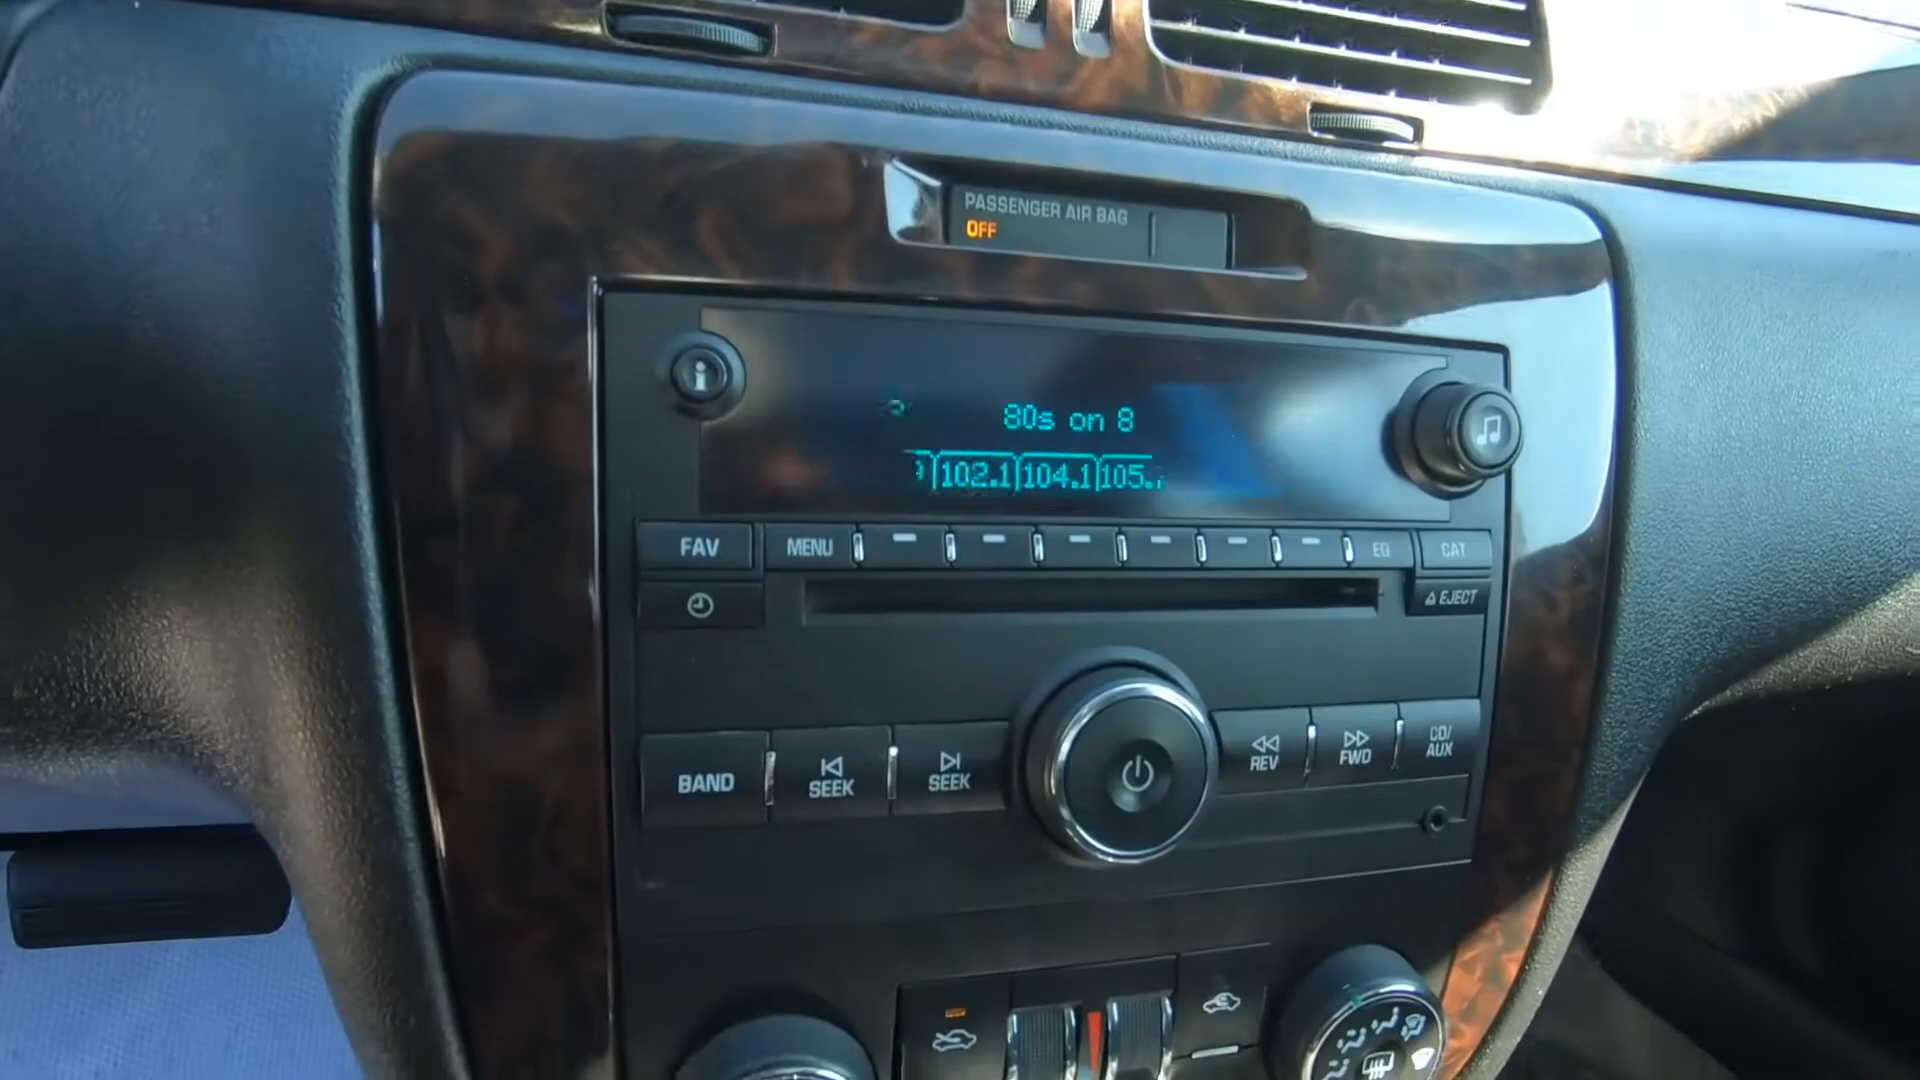 PASSENGER AIR BAG
OFF
80s on 8
102.1 104.1 105.
FAV
MENU
EQ
CAT
EJECT
BAND
SEEK
SEEK
REV
FWD
CD/
AUX